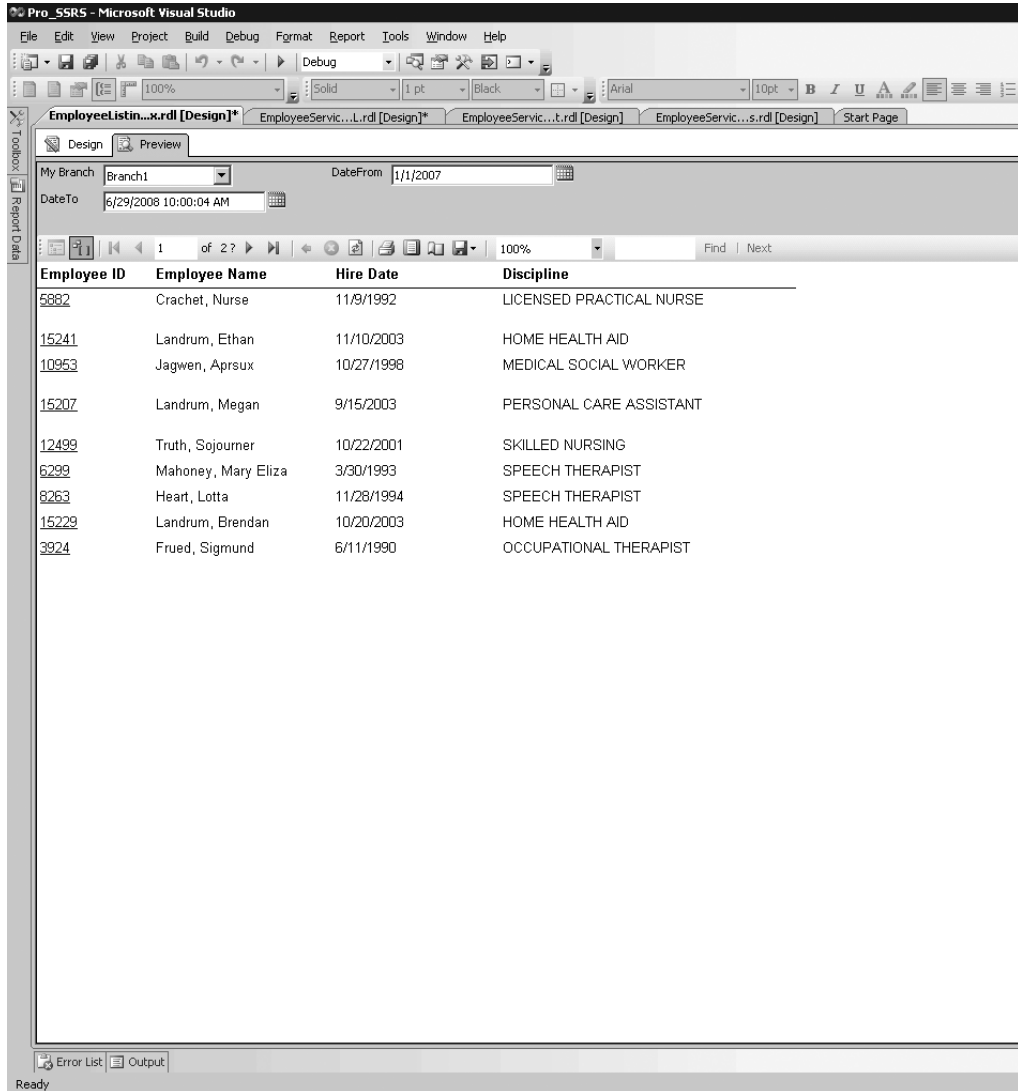 Pro_SSRS - Microsoft Visual Studio
File Edit View Project Build Debug Format Report Tools Window Help
Debug
100% Solid 1 pt Black Arial 10pt B I U A
EmployeeListin...x.rdl [Design]* EmployeeServic...L.rdl [Design]* EmployeeServic...t.rdl [Design] EmployeeServic...s.rdl [Design] Start Page
Toolbox
Report Data
Design Preview
My Branch Branch1 DateFrom 1/1/2007
DateTo 6/29/2008 10:00:04 AM
1 of 2? 100% Find | Next
Employee ID Employee Name Hire Date Discipline
5882 Crachet, Nurse 11/9/1992 LICENSED PRACTICAL NURSE
15241 Landrum, Ethan 11/10/2003 HOME HEALTH AID
10953 Jagwen, Aprsux 10/27/1998 MEDICAL SOCIAL WORKER
15207 Landrum, Megan 9/15/2003 PERSONAL CARE ASSISTANT
12499 Truth, Sojourner 10/22/2001 SKILLED NURSING
6299 Mahoney, Mary Eliza 3/30/1993 SPEECH THERAPIST
8263 Heart, Lotta 11/28/1994 SPEECH THERAPIST
15229 Landrum, Brendan 10/20/2003 HOME HEALTH AID
3924 Frued, Sigmund 6/11/1990 OCCUPATIONAL THERAPIST
Error List Output
Ready